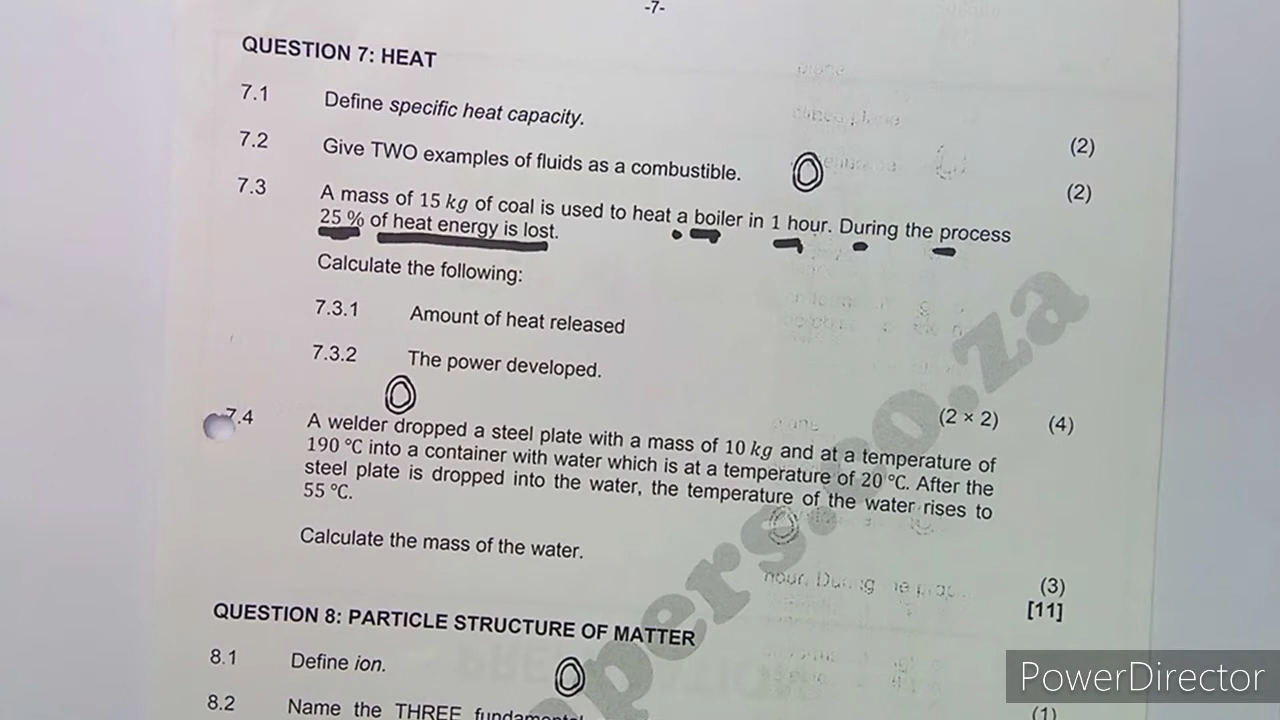 -7-
QUESTION 7: HEAT
7.1 Define specific heat capacity. (2)
7.2 Give TWO examples of fluids as a combustible. (2)
7.3 A mass of 15 kg of coal is used to heat a boiler in 1 hour. During the process
25 % of heat energy is lost.
Calculate the following:
7.3.1 Amount of heat released
7.3.2 The power developed.
(2 × 2) (4)
7.4 A welder dropped a steel plate with a mass of 10 kg and at a temperature of
190 °C into a container with water which is at a temperature of 20 °C. After the
steel plate is dropped into the water, the temperature of the water rises to
55 °C.
Calculate the mass of the water.
(3)
[11]
QUESTION 8: PARTICLE STRUCTURE OF MATTER
8.1 Define ion.
(1)
8.2 Name the THREE
pers.co.za
PowerDirector